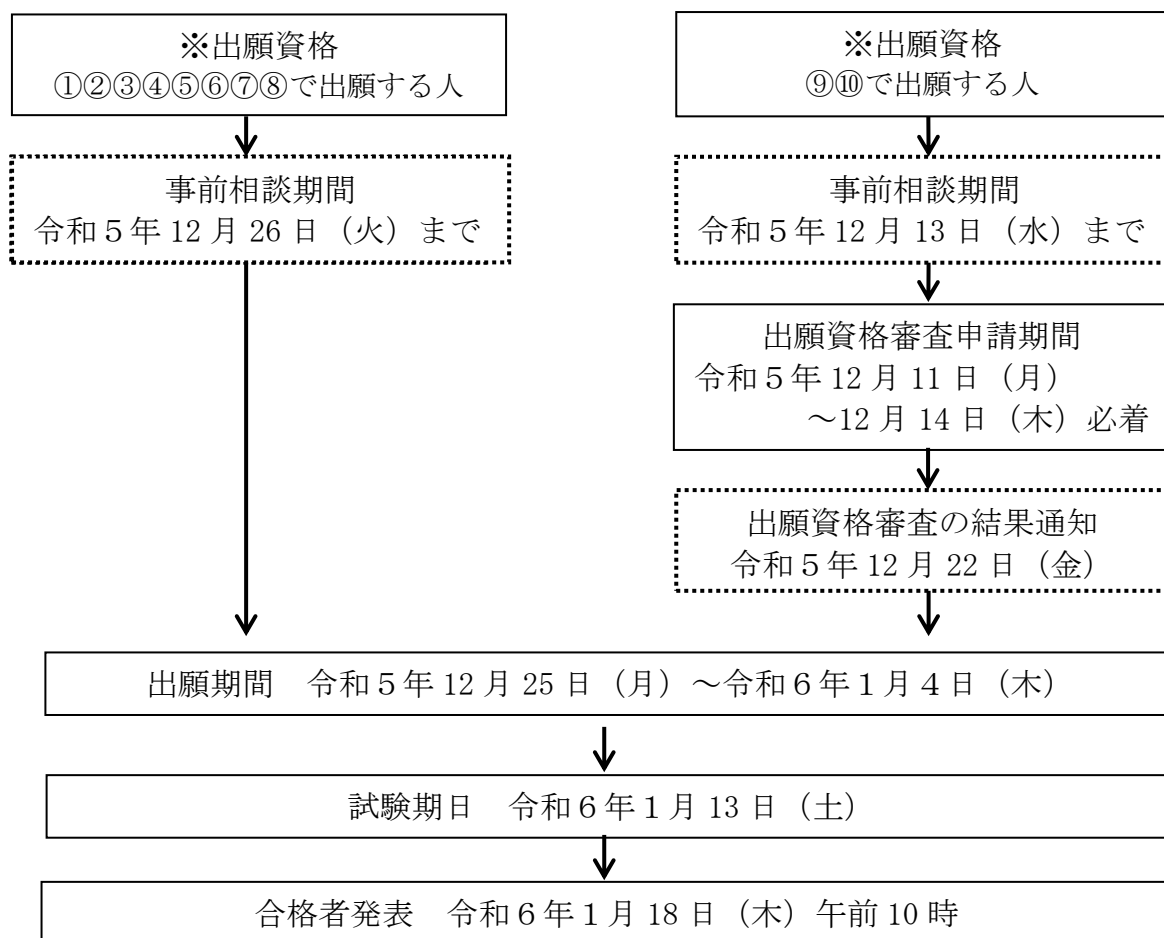 ※出願資格
①②③④⑤⑥⑦⑧で出願する人
事前相談期間
令和５年12月26日（火）まで
※出願資格
⑨⑩で出願する人
事前相談期間
令和５年12月13日（水）まで
出願資格審査申請期間
令和５年12月11日（月）
～12月14日（木）必着
出願資格審査の結果通知
令和５年12月22日（金）
出願期間　令和５年12月25日（月）～令和６年１月４日（木）
試験期日　令和６年１月13日（土）
合格者発表　令和６年１月18日（木）午前10時